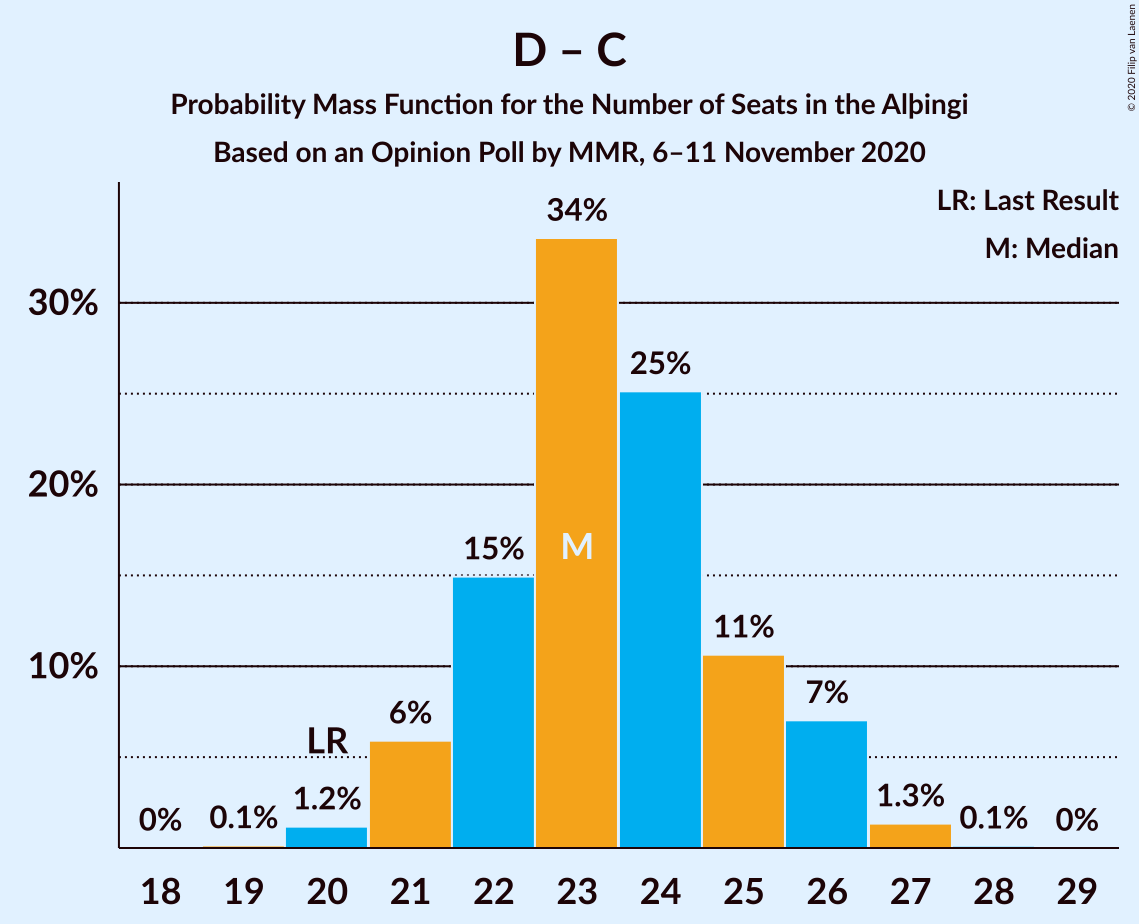 D – C
Probability Mass Function for the Number of Seats in the Alþingi
Based on an Opinion Poll by MMR, 6–11 November 2020
© 2020 Filip van Laenen
LR: Last Result
M: Median
30%
20%
10%
0%
0.1%
LR
1.2%
6%
15%
34%
M
25%
11%
7%
1.3%
0.1%
0%
18 19 20 21 22 23 24 25 26 27 28 29